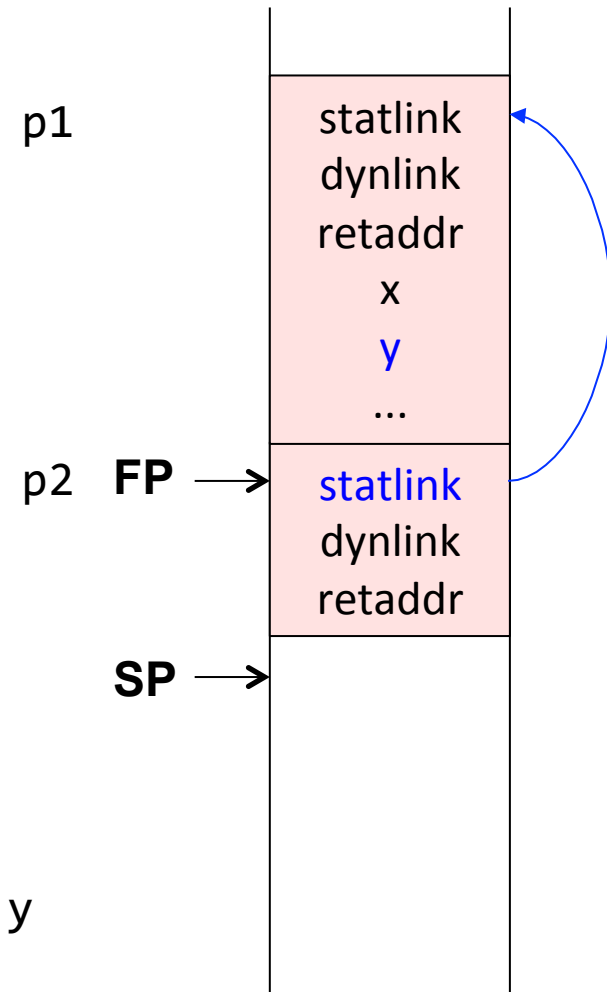 p1 statlink
dynlink
retaddr
x
y
...
p2 FP statlink
dynlink
retaddr
SP
y